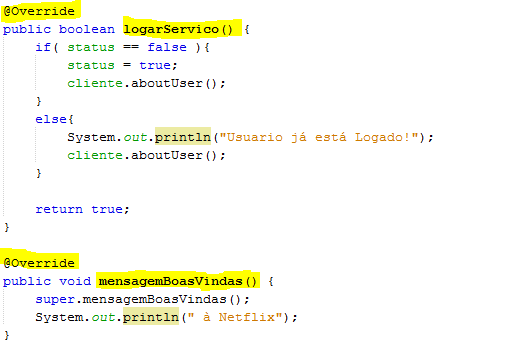 @Override
public boolean logarServico() {
    if( status == false ){
        status = true;
        cliente.aboutUser();
    }
    else{
        System.out.println("Usuario já está Logado!");
        cliente.aboutUser();
    }

    return true;
}

@Override
public void mensagemBoasVindas() {
    super.mensagemBoasVindas();
    System.out.println(" à Netflix");
}